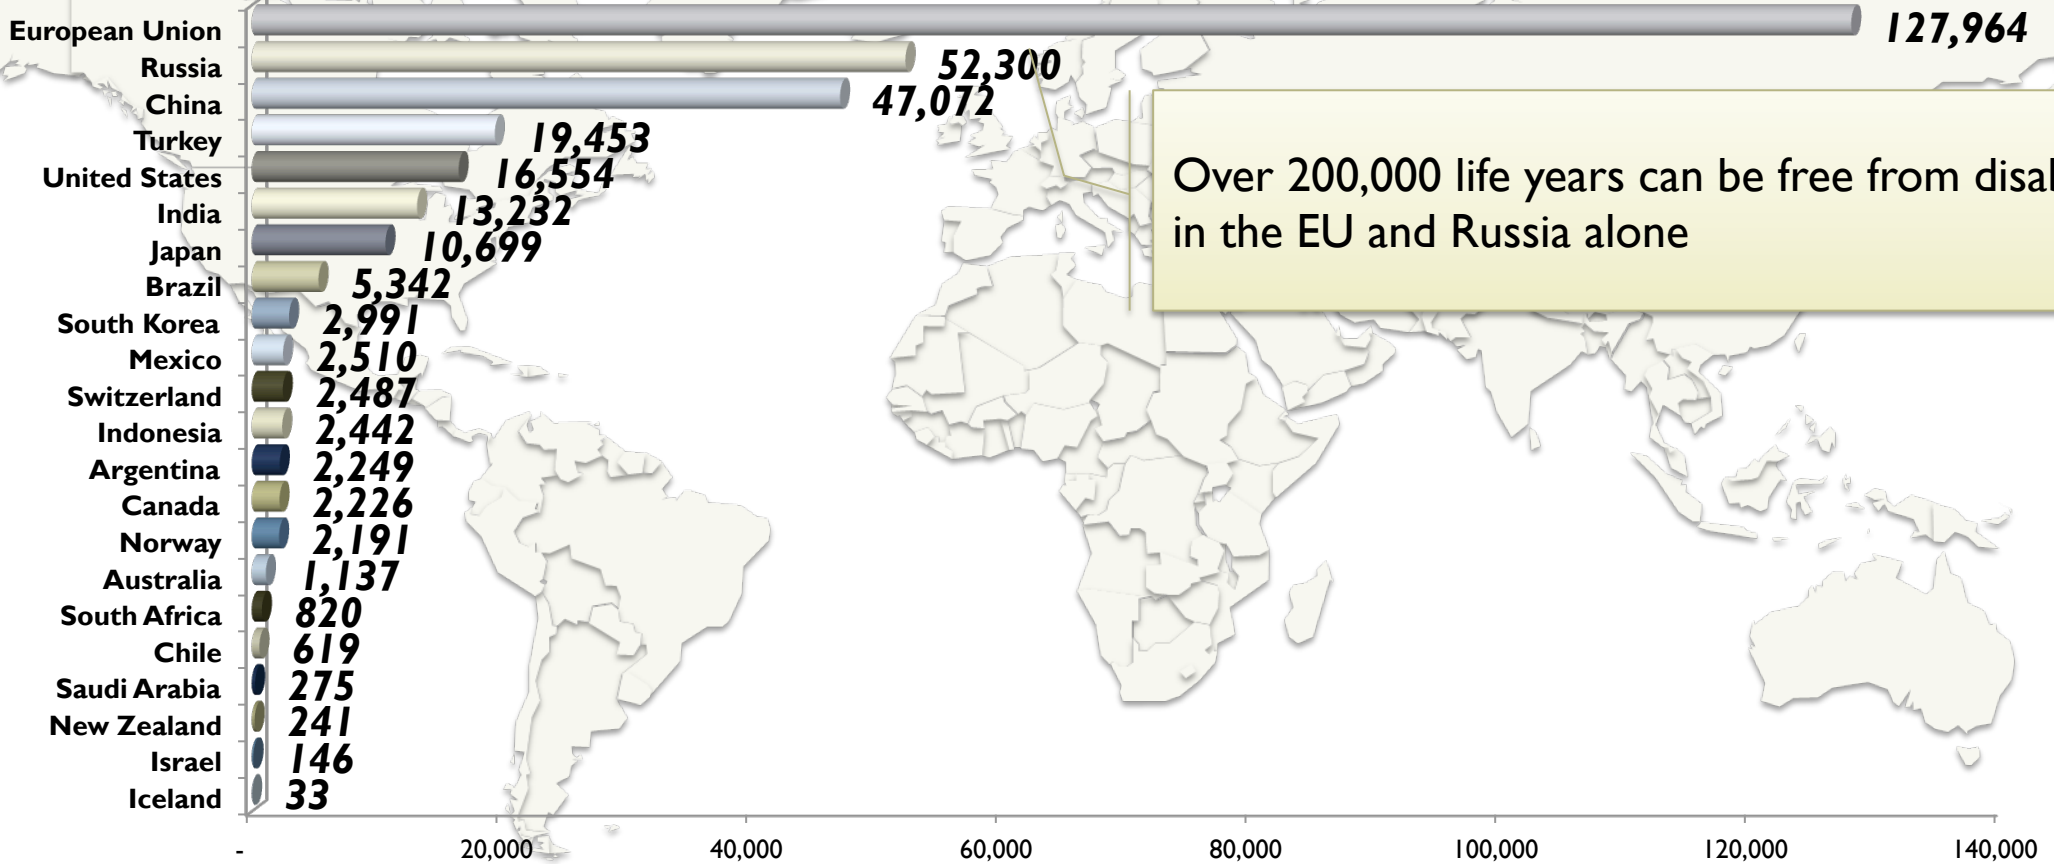 European Union 127,964
Russia 52,300
China 47,072
Turkey 19,453
United States 16,554
India 13,232
Japan 10,699
Brazil 5,342
South Korea 2,991
Mexico 2,510
Switzerland 2,487
Indonesia 2,442
Argentina 2,249
Canada 2,226
Norway 2,191
Australia 1,137
South Africa 820
Chile 619
Saudi Arabia 275
New Zealand 241
Israel 146
Iceland 33
Over 200,000 life years can be free from
in the EU and Russia alone
- 20,000 40,000 60,000 80,000 100,000 120,000 140,000